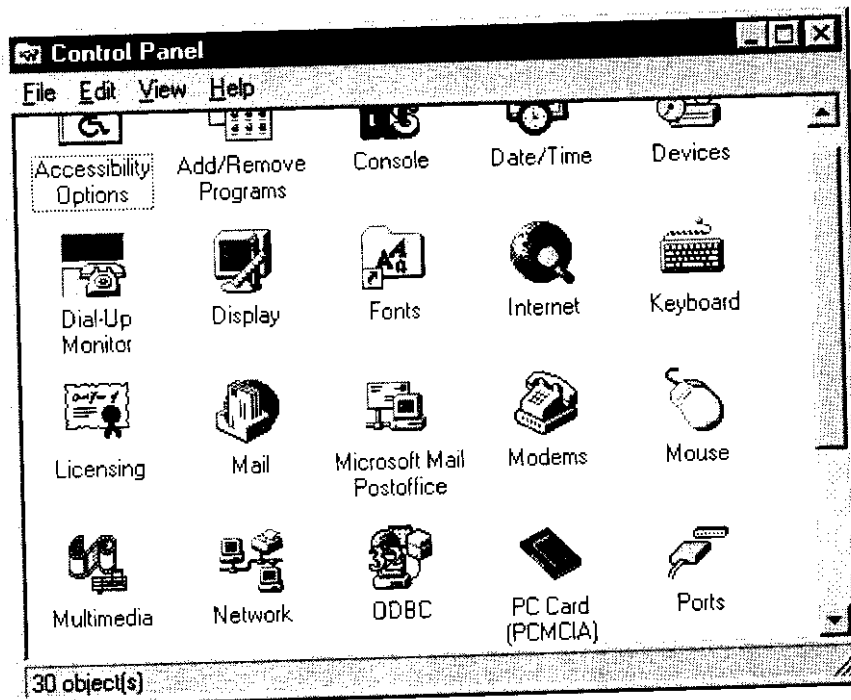 Control Panel
File Edit View Help
Accessibility Options
Add/Remove Programs
Console
Date/Time
Devices
Dial-Up Monitor
Display
Fonts
Internet
Keyboard
Licensing
Mail
Microsoft Mail Postoffice
Modems
Mouse
Multimedia
Network
ODBC
PC Card (PCMCIA)
Ports
30 object(s)